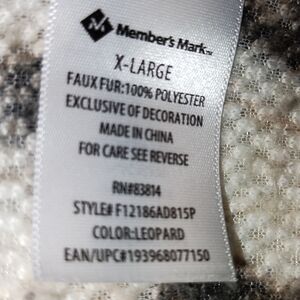 Member's Mark™
X-LARGE
FAUX FUR:100% POLYESTER
EXCLUSIVE OF DECORATION
MADE IN CHINA
FOR CARE SEE REVERSE
RN#83814
STYLE# F12186AD815P
COLOR:LEOPARD
EAN/UPC#193968077150